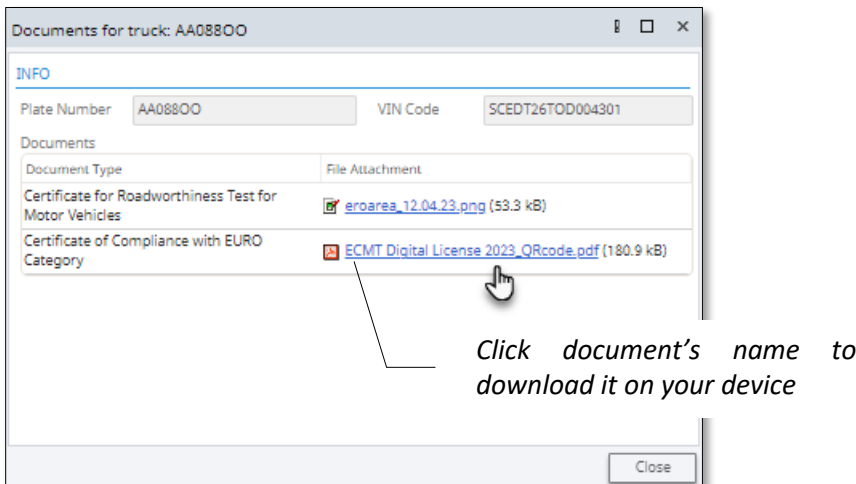 Documents for truck: AA088OO
INFO
Plate Number AA088OO VIN Code SCEDT26TOD004301
Documents
Document Type File Attachment
Certificate for Roadworthiness Test for
Motor Vehicles
eroarea_12.04.23.png (53.3 kB)
Certificate of Compliance with EURO
Category
ECMT Digital License 2023_QRcode.pdf (180.9 kB)
Click document’s name to
download it on your device
Close